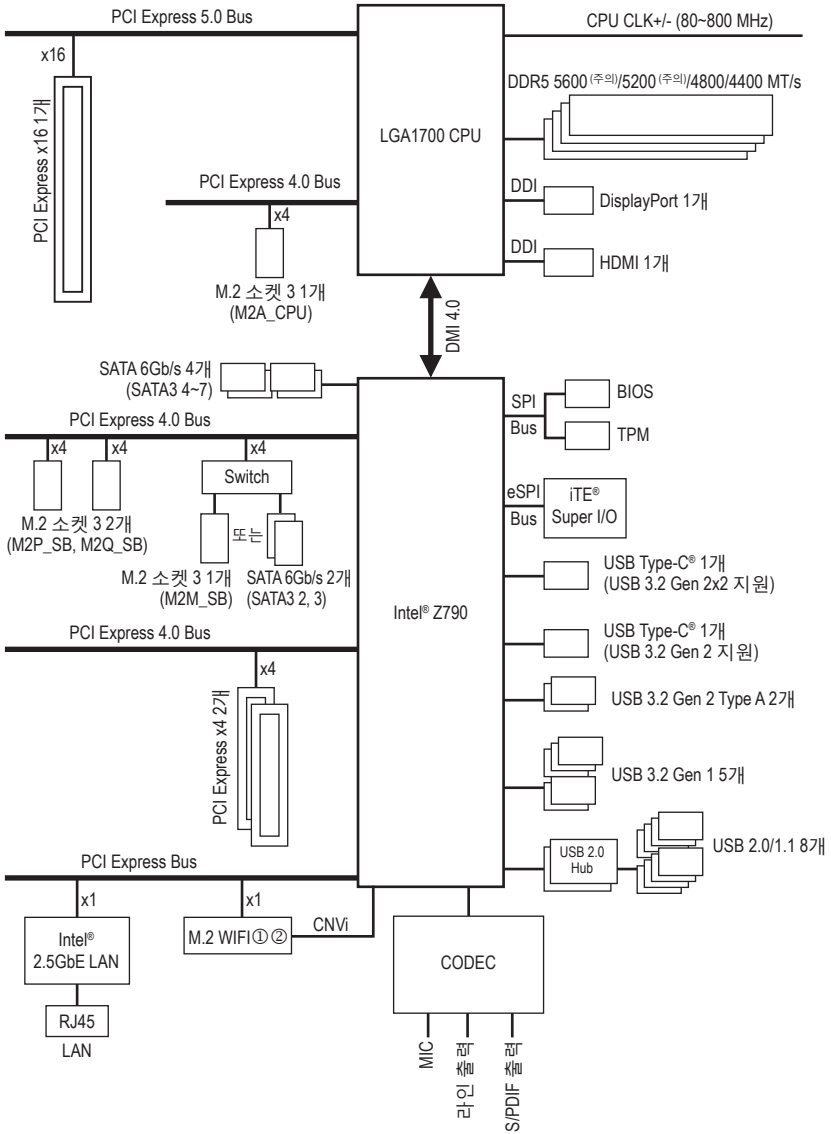 PCI Express 5.0 Bus
CPU CLK+/- (80~800 MHz)
x16
DDR5 5600 (주의)/5200 (주의)/4800/4400 MT/s
PCI Express x16 1개
LGA1700 CPU
PCI Express 4.0 Bus
x4
DDI
DisplayPort 1개
DDI
HDMI 1개
M.2 소켓 3 1개
(M2A_CPU)
DMI 4.0
SATA 6Gb/s 4개
(SATA3 4~7)
SPI
Bus
BIOS
TPM
PCI Express 4.0 Bus
x4
x4
x4
Switch
M.2 소켓 3 2개
(M2P_SB, M2Q_SB)
또는
M.2 소켓 3 1개
(M2M_SB)
SATA 6Gb/s 2개
(SATA3 2, 3)
eSPI
Bus
iTE®
Super I/O
USB Type-C® 1개
(USB 3.2 Gen 2x2 지원)
Intel® Z790
PCI Express 4.0 Bus
USB Type-C® 1개
(USB 3.2 Gen 2 지원)
x4
PCI Express x4 2개
USB 3.2 Gen 2 Type A 2개
USB 3.2 Gen 1 5개
USB 2.0
Hub
USB 2.0/1.1 8개
PCI Express Bus
x1
x1
Intel®
2.5GbE LAN
M.2 WIFI①②
CNVi
CODEC
RJ45
LAN
MIC
라인 출력
S/PDIF 출력